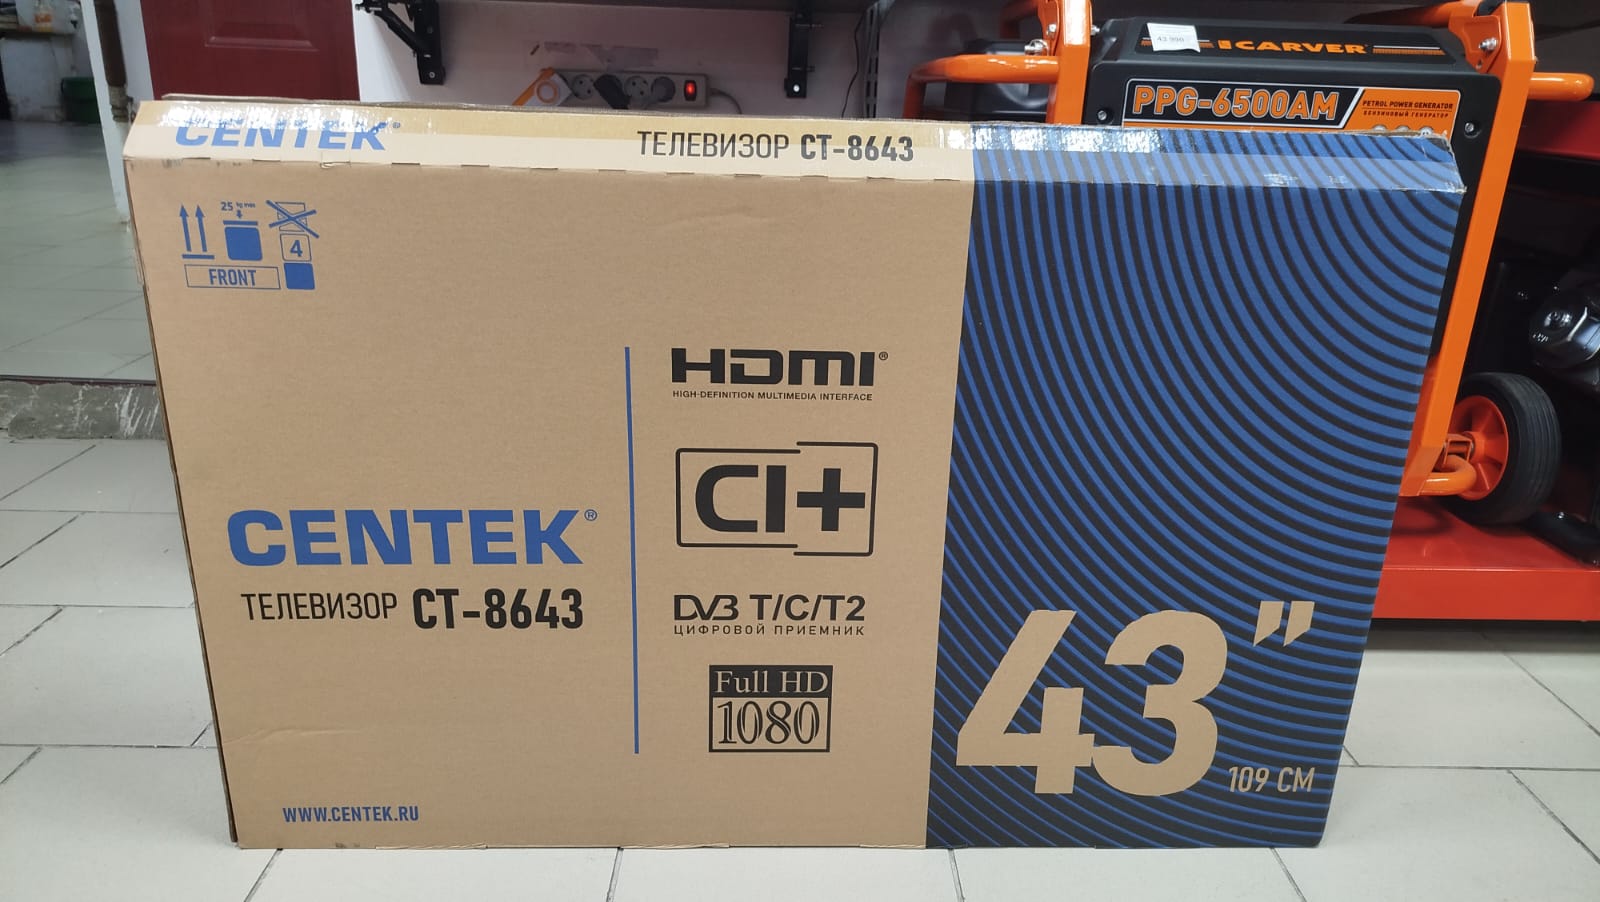 43 990
CARVER
PPG-6500AM
PETROL POWER GENERATOR
БЕНЗИНОВЫЙ ГЕНЕРАТОР
CENTEK®
ТЕЛЕВИЗОР CT-8643
25 kg max
4
FRONT
HDMI®
HIGH-DEFINITION MULTIMEDIA INTERFACE
CI+
CENTEK®
ТЕЛЕВИЗОР CT-8643
DVB T/C/T2
ЦИФРОВОЙ ПРИЕМНИК
Full HD
1080
43”
109 CM
WWW.CENTEK.RU